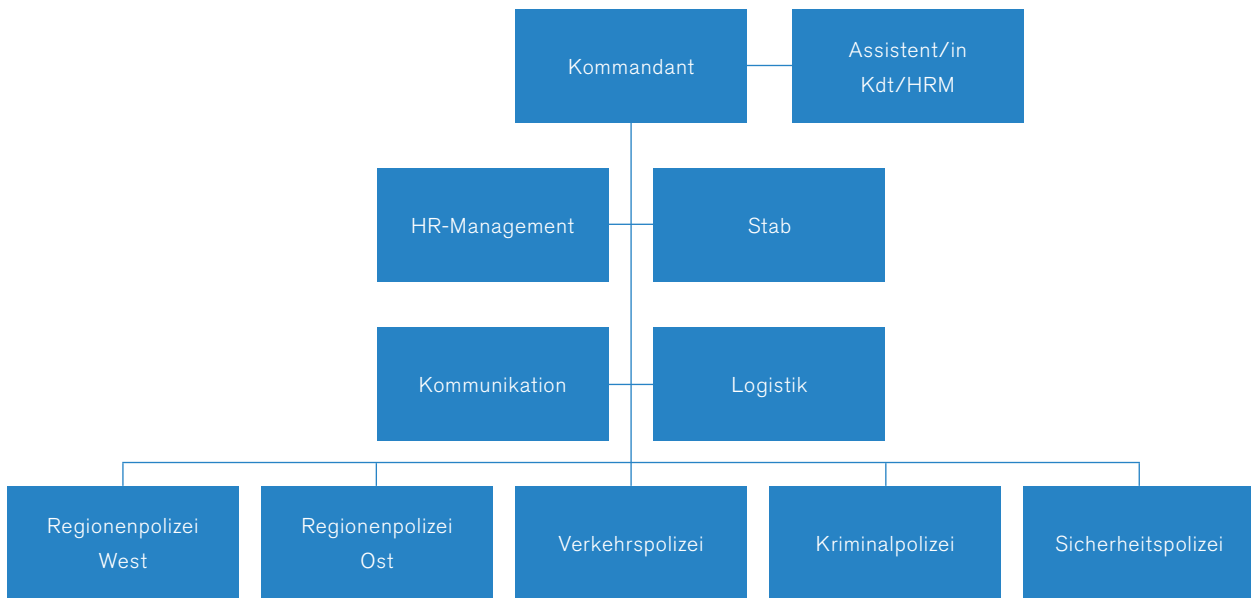 Kommandant
Assistent/in
Kdt/HRM
HR-Management
Stab
Kommunikation
Logistik
Regionenpolizei
West
Regionenpolizei
Ost
Verkehrspolizei
Kriminalpolizei
Sicherheitspolizei